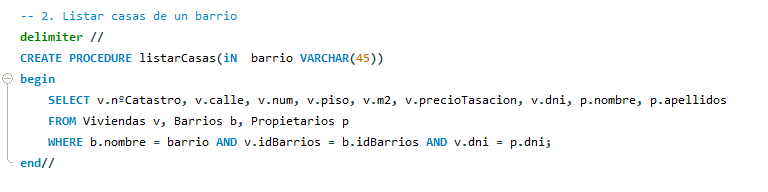 -- 2. Listar casas de un barrio
delimiter //
CREATE PROCEDURE listarCasas(iN  barrio VARCHAR(45))
begin
SELECT v.nºCatastro, v.calle, v.num, v.piso, v.m2, v.precioTasacion, v.dni, p.nombre, p.apellidos
FROM Viviendas v, Barrios b, Propietarios p
WHERE b.nombre = barrio AND v.idBarrios = b.idBarrios AND v.dni = p.dni;
end//